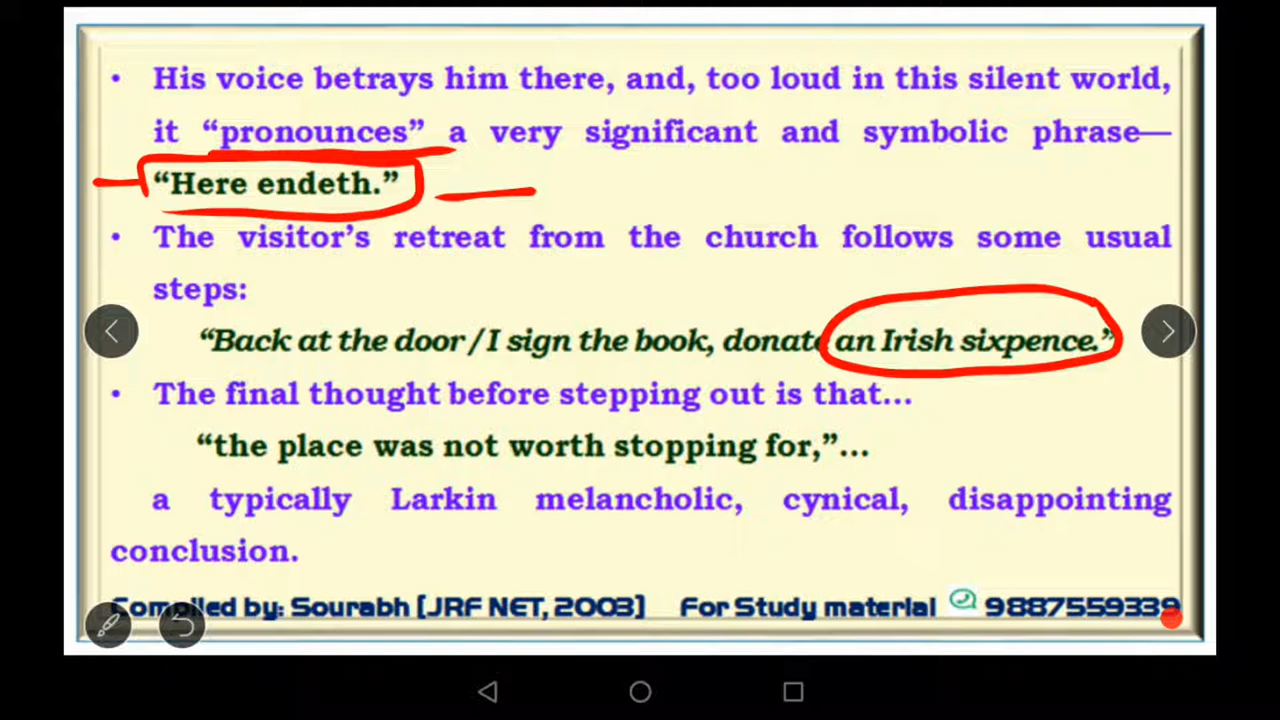 • His voice betrays him there, and, too loud in this silent world,
it “pronounces” a very significant and symbolic phrase—
“Here endeth.”
• The visitor’s retreat from the church follows some usual
steps:
“Back at the door/I sign the book, donate an Irish sixpence.”
• The final thought before stepping out is that...
“the place was not worth stopping for,”...
a typically Larkin melancholic, cynical, disappointing
conclusion.
Compiled by: Sourabh [JRF NET, 2003] For Study material 9887559339